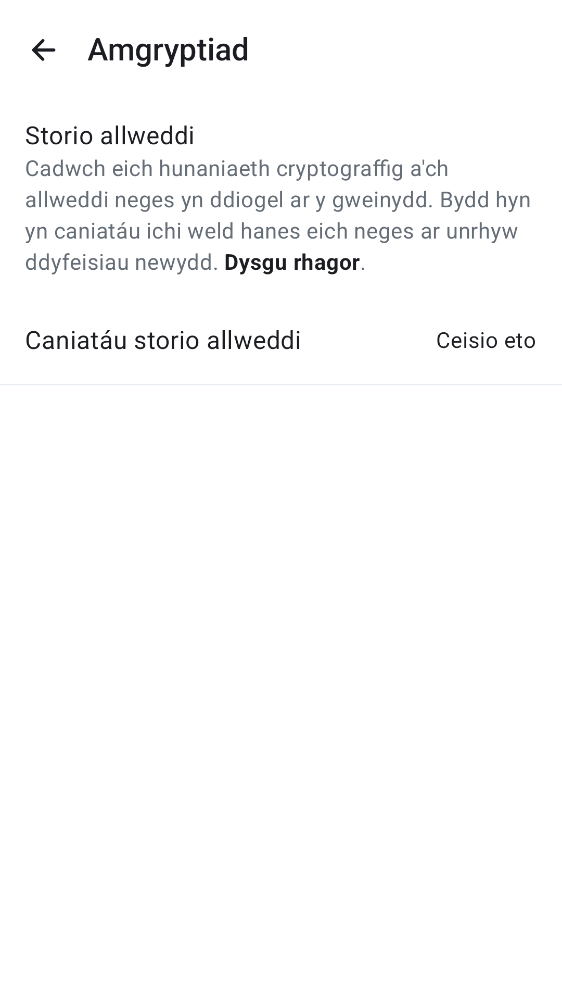 Amgryptiad
Storio allweddi
Cadwch eich hunaniaeth cryptograffig a'ch
allweddi neges yn ddiogel ar y gweinydd. Bydd hyn
yn caniatáu ichi weld hanes eich neges ar unrhyw
ddyfeisiau newydd. Dysgu rhagor.
Caniatáu storio allweddi Ceisio eto